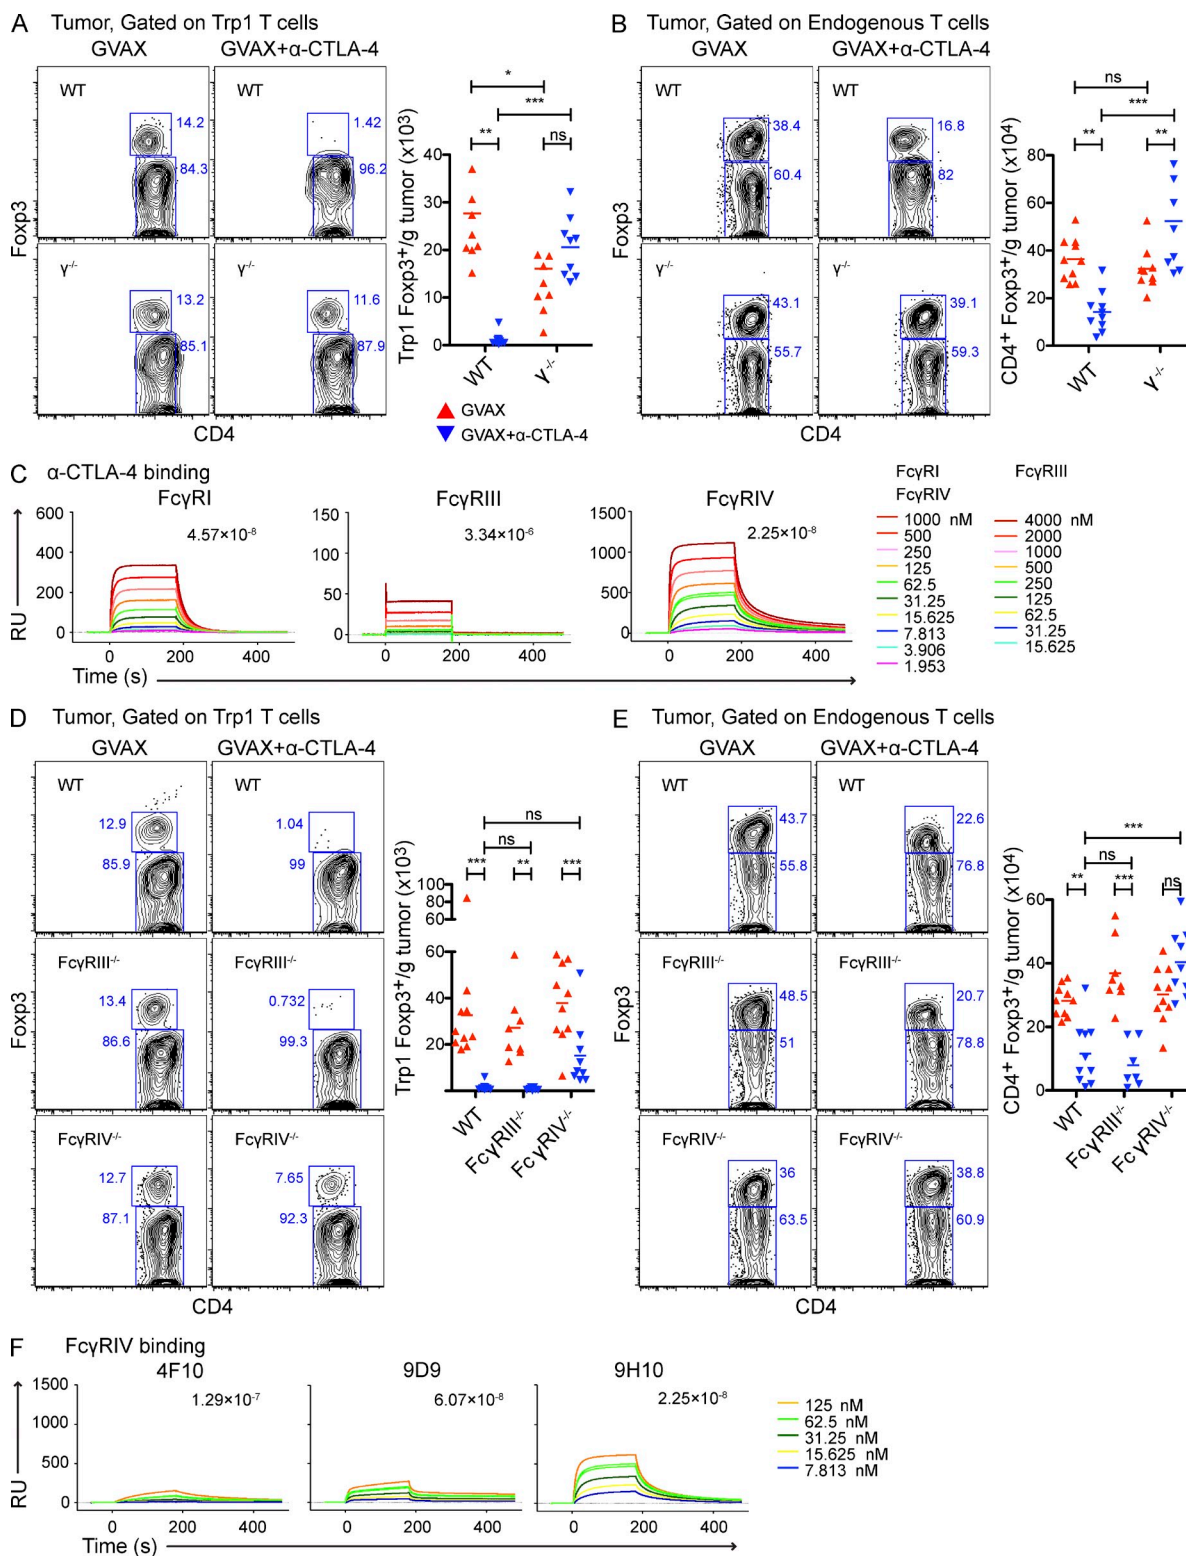 A Tumor, Gated on Trp1 T cells
GVAX GVAX+α-CTLA-4
WT WT
14.2 1.42
84.3 96.2
γ-/- γ-/-
13.2 11.6
85.1 87.9
Foxp3
CD4
* 
***
** ns
Trp1 Foxp3+/g tumor (x10³)
40
30
20
10
0
WT γ-/-
GVAX
GVAX+α-CTLA-4
B Tumor, Gated on Endogenous T cells
GVAX GVAX+α-CTLA-4
WT WT
38.4 16.8
60.4 82
γ-/- γ-/-
43.1 39.1
55.7 59.3
Foxp3
CD4
ns
***
** **
CD4+ Foxp3+/g tumor (x10⁴)
80
60
40
20
0
WT γ-/-
C α-CTLA-4 binding
FcγRI FcγRIII FcγRIV
4.57×10⁻⁸ 3.34×10⁻⁶ 2.25×10⁻⁸
RU
600 150 1500
400 100 1000
200 50 500
0 0 0
0 200 400 0 200 400 0 200 400
Time (s)
FcγRI FcγRIII
FcγRIV
1000 nM 4000 nM
500 2000
250 1000
125 500
62.5 250
31.25 125
15.625 62.5
7.813 31.25
3.906 15.625
1.953
D Tumor, Gated on Trp1 T cells
GVAX GVAX+α-CTLA-4
WT WT
12.9 1.04
85.9 99
FcγRIII-/- FcγRIII-/-
13.4 0.732
86.6 99.3
FcγRIV-/- FcγRIV-/-
12.7 7.65
87.1 92.3
Foxp3
CD4
ns
ns
*** ** ***
Trp1 Foxp3+/g tumor (x10³)
100
80
60
60
40
20
WT FcγRIII-/- FcγRIV-/-
E Tumor, Gated on Endogenous T cells
GVAX GVAX+α-CTLA-4
WT WT
43.7 22.6
55.8 76.8
FcγRIII-/- FcγRIII-/-
48.5 20.7
51 78.8
FcγRIV-/- FcγRIV-/-
36 38.8
63.5 60.9
Foxp3
CD4
***
ns
** *** ns
CD4+ Foxp3+/g tumor (x10⁴)
60
40
20
0
WT FcγRIII-/- FcγRIV-/-
F FcγRIV binding
4F10 9D9 9H10
1.29×10⁻⁷ 6.07×10⁻⁸ 2.25×10⁻⁸
RU
1500
1000
500
0
0 200 400 0 200 400 0 200 400
Time (s)
125 nM
62.5 nM
31.25 nM
15.625 nM
7.813 nM